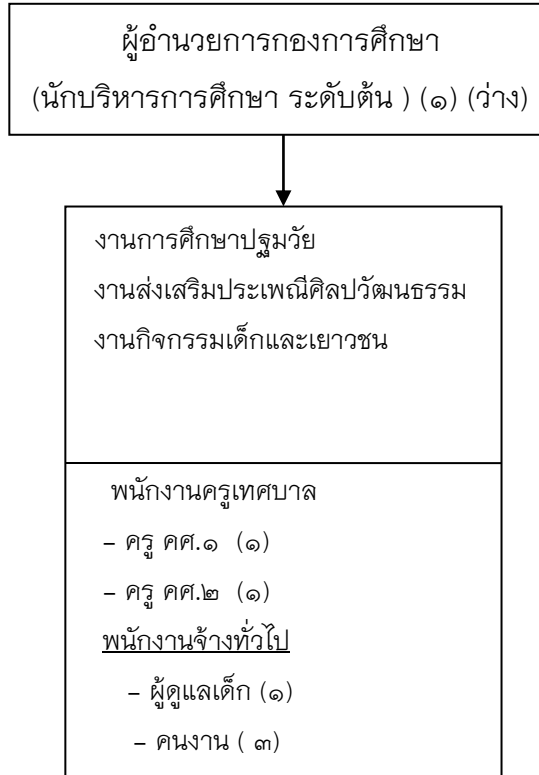 ผู้อำนวยการกองการศึกษา
(นักบริหารการศึกษา ระดับต้น ) (๑) (ว่าง)
งานการศึกษาปฐมวัย
งานส่งเสริมประเพณีศิลปวัฒนธรรม
งานกิจกรรมเด็กและเยาวชน
พนักงานครูเทศบาล
– ครู คศ.๑ (๑)
– ครู คศ.๒ (๑)
พนักงานจ้างทั่วไป
– ผู้ดูแลเด็ก (๑)
– คนงาน ( ๓)